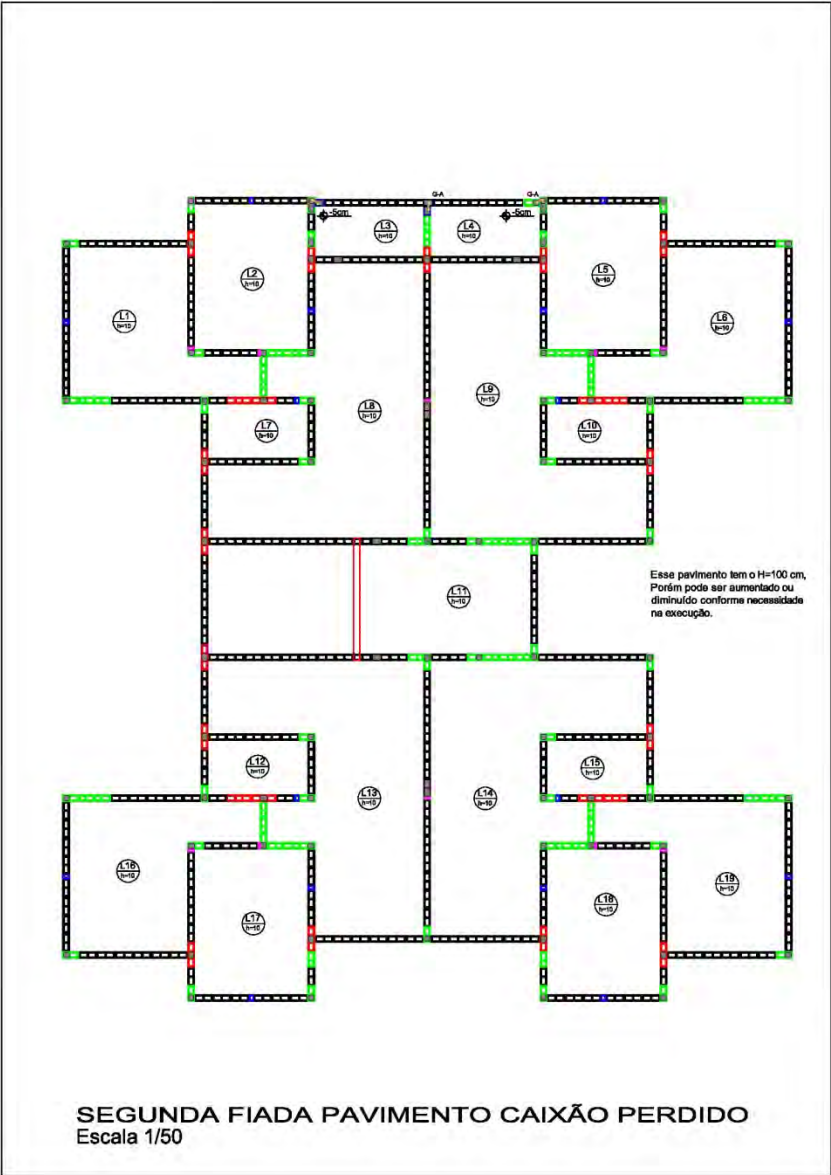 G-A
G-A
-5cm
-5cm
L3
h=10
L4
h=10
L2
h=10
L5
h=10
L1
h=10
L6
h=10
L9
h=10
L8
h=10
L7
h=10
L10
h=10
Esse pavimento tem o H=100 cm,
Porém pode ser aumentado ou
diminuído conforme necessidade
na execução.
L11
h=10
L12
h=10
L15
h=10
L13
h=10
L14
h=10
L16
h=10
L19
h=10
L17
h=10
L18
h=10
SEGUNDA FIADA PAVIMENTO CAIXÃO PERDIDO
Escala 1/50